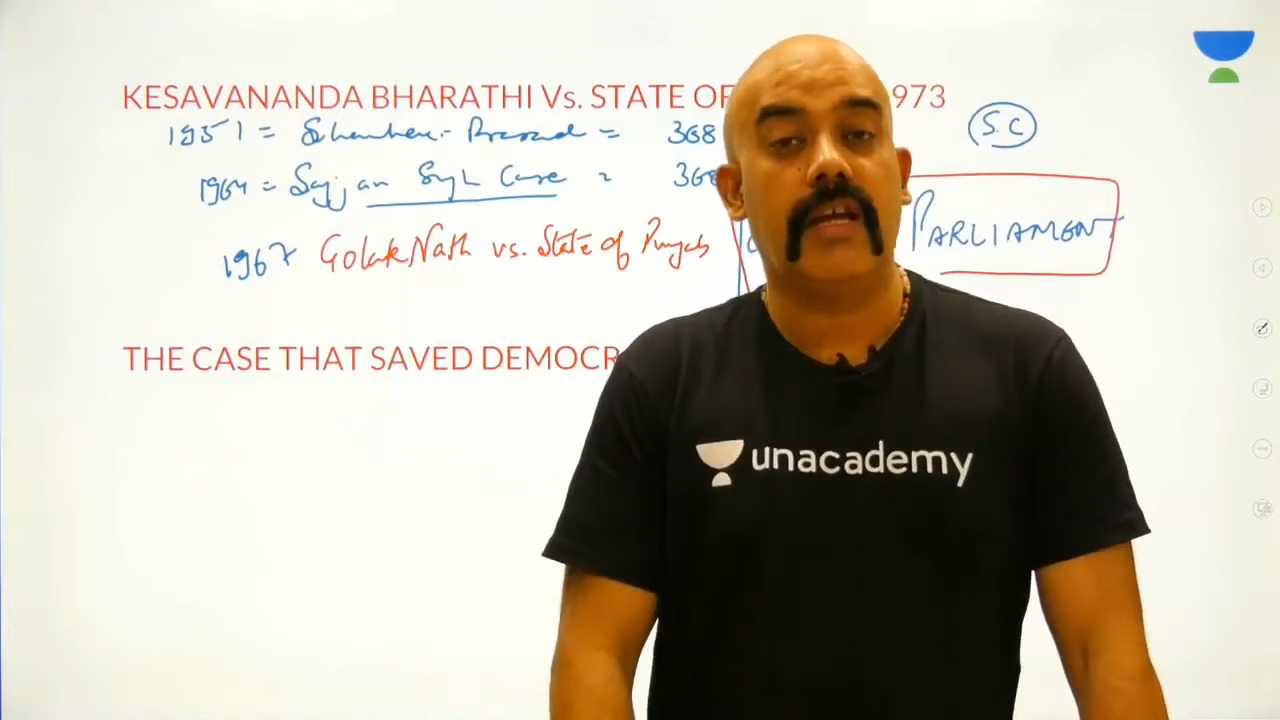 KESAVANANDA BHARATHI Vs. STATE OF 973
1951 = Shankari Prasad = 368
S.C
1964 = Sajjan Singh Case = 368
PARLIAMENT
1967 GolakNath vs. State of Punjab
THE CASE THAT SAVED DEMOCR
unacademy